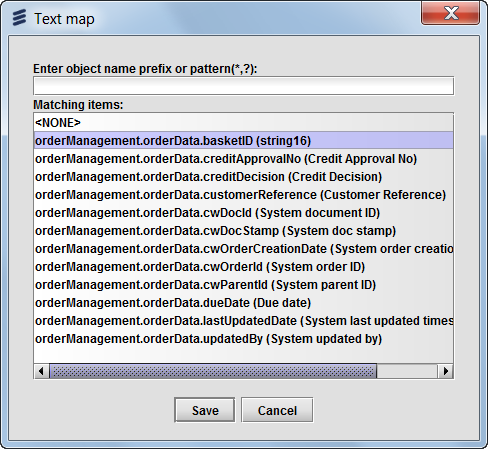 Text map
Enter object name prefix or pattern(*,?):
Matching items:
<NONE>
orderManagement.orderData.basketID (string16)
orderManagement.orderData.creditApprovalNo (Credit Approval No)
orderManagement.orderData.creditDecision (Credit Decision)
orderManagement.orderData.customerReference (Customer Reference)
orderManagement.orderData.cwDocId (System document ID)
orderManagement.orderData.cwDocStamp (System doc stamp)
orderManagement.orderData.cwOrderCreationDate (System order creatio
orderManagement.orderData.cwOrderId (System order ID)
orderManagement.orderData.cwParentId (System parent ID)
orderManagement.orderData.dueDate (Due date)
orderManagement.orderData.lastUpdatedDate (System last updated times
orderManagement.orderData.updatedBy (System updated by)
Save Cancel